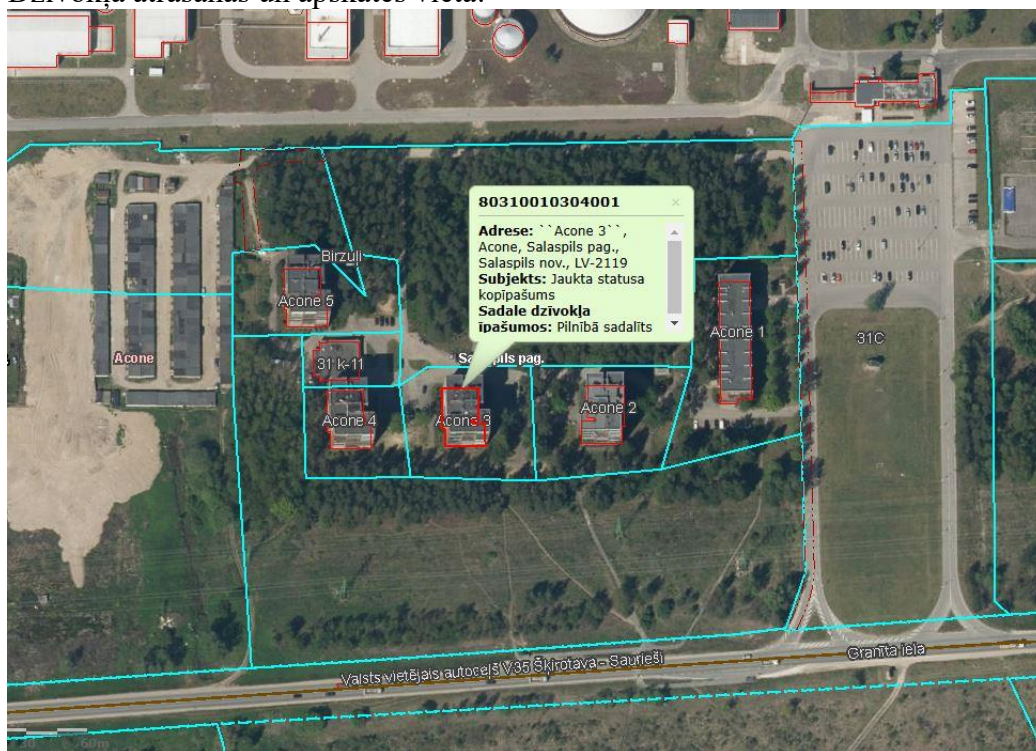 Dzīvokļa atrašanās un apskates vieta:
80310010304001
×
Adrese: ``Acone 3``,
Acone, Salaspils pag.,
Salaspils nov., LV-2119
Subjekts: Jaukta statusa
kopīpašums
Sadale dzīvokļa
īpašumos: Pilnībā sadalīts
Birzuļi
Acone 5
Acone 1
31C
Acone
31 k-11
Salaspils pag.
Acone 4
Acone 3
Acone 2
Valsts vietējais autoceļš V35 Šķirotava - Saurieši
Granīta iela
60m